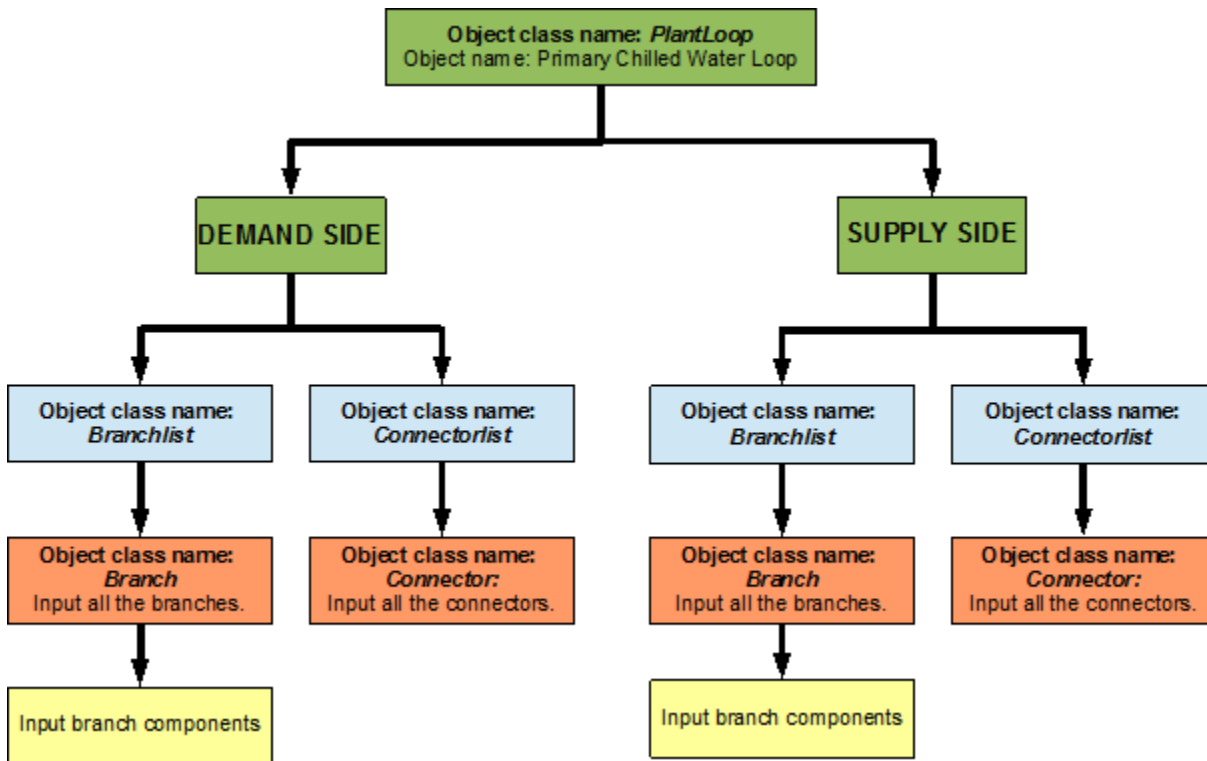 Object class name: PlantLoop
Object name: Primary Chilled Water Loop
DEMAND SIDE
SUPPLY SIDE
Object class name:
Branchlist
Object class name:
Connectorlist
Object class name:
Branchlist
Object class name:
Connectorlist
Object class name:
Branch
Input all the branches.
Object class name:
Connector:
Input all the connectors.
Object class name:
Branch
Input all the branches.
Object class name:
Connector:
Input all the connectors.
Input branch components
Input branch components